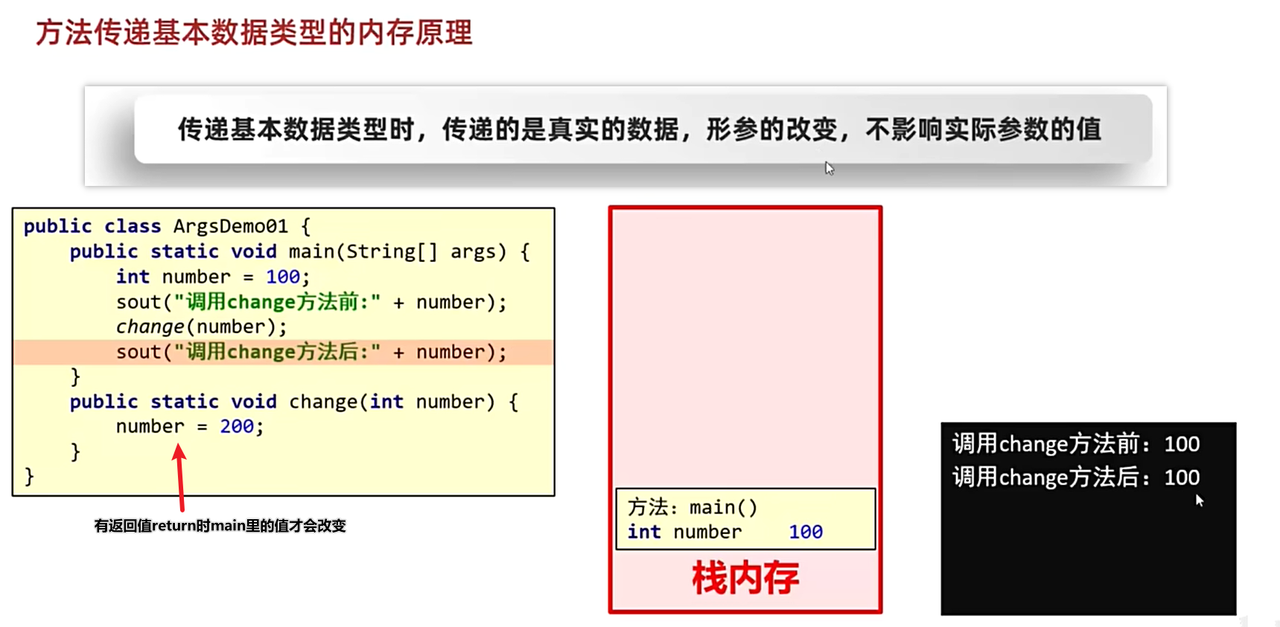 方法传递基本数据类型的内存原理
传递基本数据类型时，传递的是真实的数据，形参的改变，不影响实际参数的值
public class ArgsDemo01 {
    public static void main(String[] args) {
        int number = 100;
        sout("调用change方法前:" + number);
        change(number);
        sout("调用change方法后:" + number);
    }
    public static void change(int number) {
        number = 200;
    }
}
有返回值return时main里的值才会改变
方法：main()
int number    100
栈内存
调用change方法前：100
调用change方法后：100